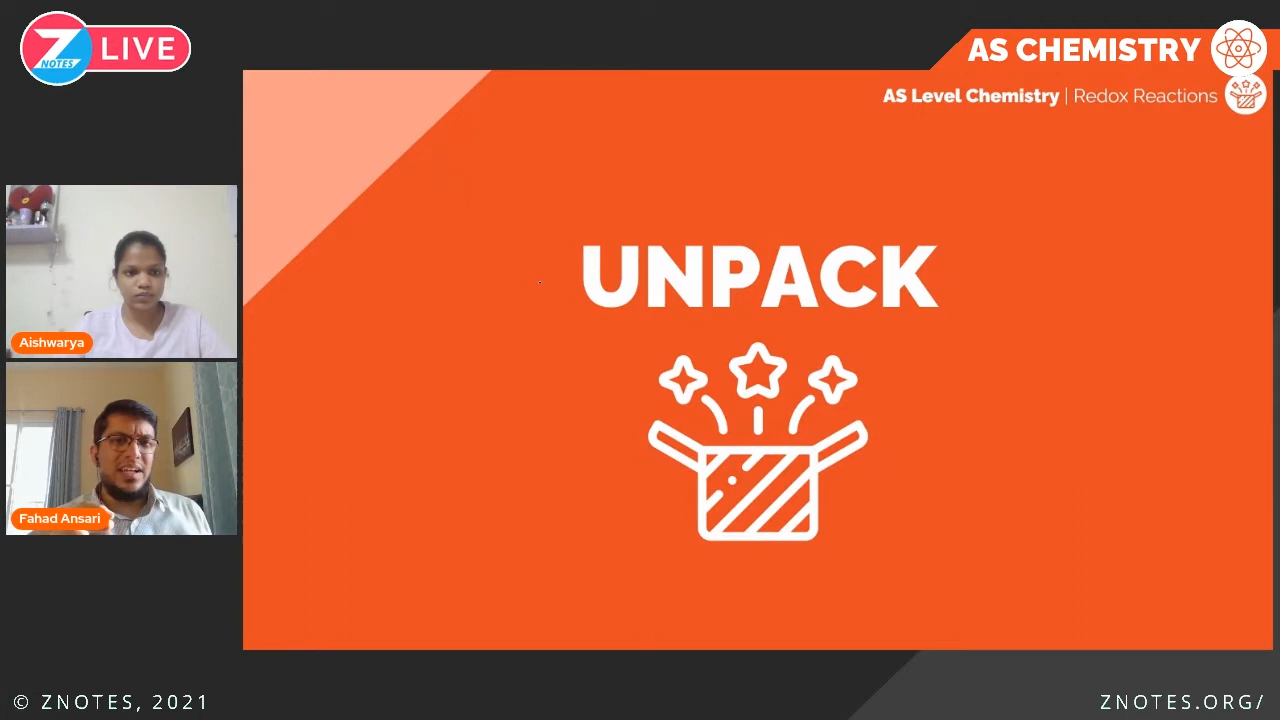 Z
NOTES
LIVE
AS CHEMISTRY
AS Level Chemistry | Redox Reactions
UNPACK
Aishwarya
Fahad Ansari
© ZNOTES, 2021
ZNOTES.ORG/